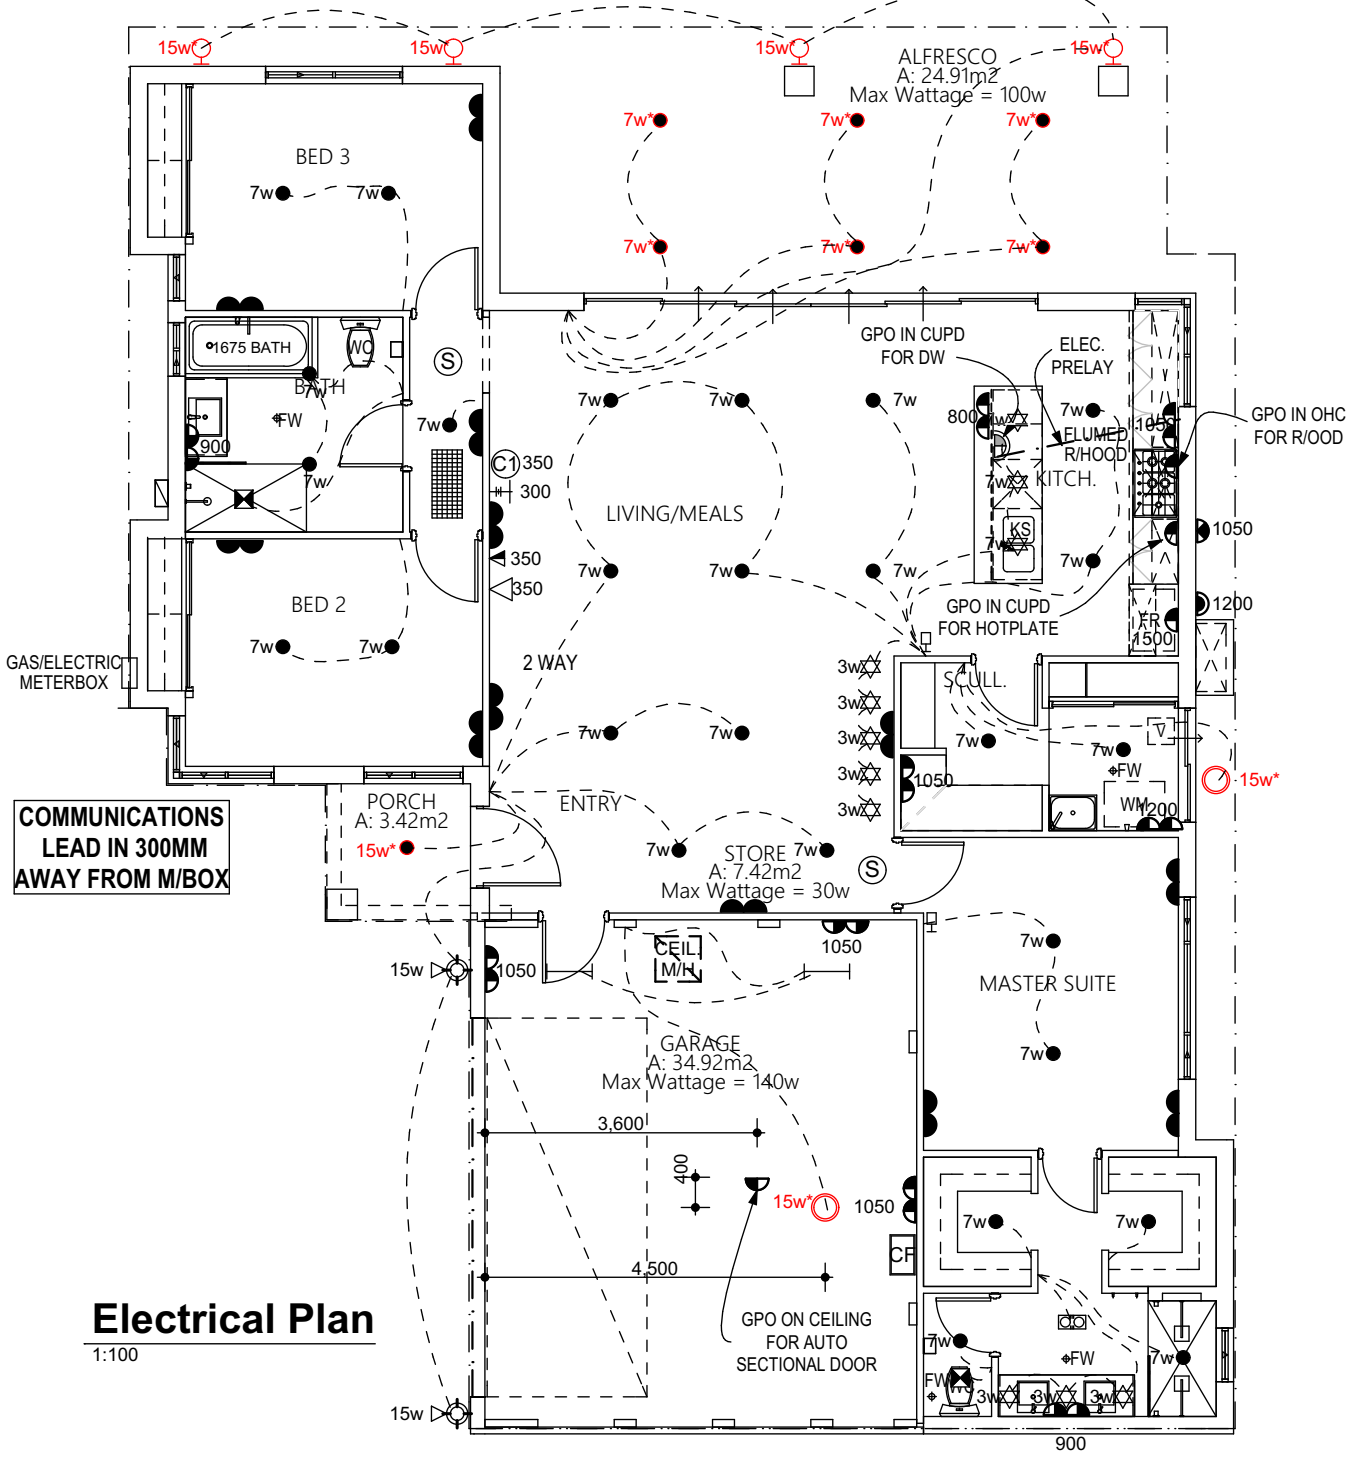 15w*
15w*
15w*
15w*
ALFRESCO
A: 24.91m2
Max Wattage = 100w
7w*
7w*
7w*
BED 3
7w
7w
7w*
7w*
7w*
1675 BATH
WC
S
GPO IN CUPD
FOR DW
ELEC.
PRELAY
BATH
7w
FW
900
7w
7w
7w
7w
7w
800
7w
7w
1050
FLUMED
R/HOOD
GPO IN OHC
FOR R/OOD
C1
350
300
7w
KITCH.
LIVING/MEALS
KS
1050
350
350
7w
7w
7w
7w
7w
BED 2
GPO IN CUPD
FOR HOTPLATE
1200
FR
1500
7w
7w
GAS/ELECTRIC
METERBOX
2 WAY
3w
3w
3w
3w
3w
SCULL.
7w
7w
7w
7w
V
FW
15w*
1050
WM
1200
COMMUNICATIONS
LEAD IN 300MM
AWAY FROM M/BOX
PORCH
A: 3.42m2
15w*
ENTRY
7w
STORE
7w
A: 7.42m2
Max Wattage = 30w
S
15w
1050
CEIL.
M/H
1050
7w
MASTER SUITE
7w
GARAGE
A: 34.92m2
Max Wattage = 140w
3,600
400
15w*
1050
7w
7w
CF
4,500
Electrical Plan
1:100
GPO ON CEILING
FOR AUTO
SECTIONAL DOOR
7w
FW
7w
FW
3w
3w
3w
15w
900